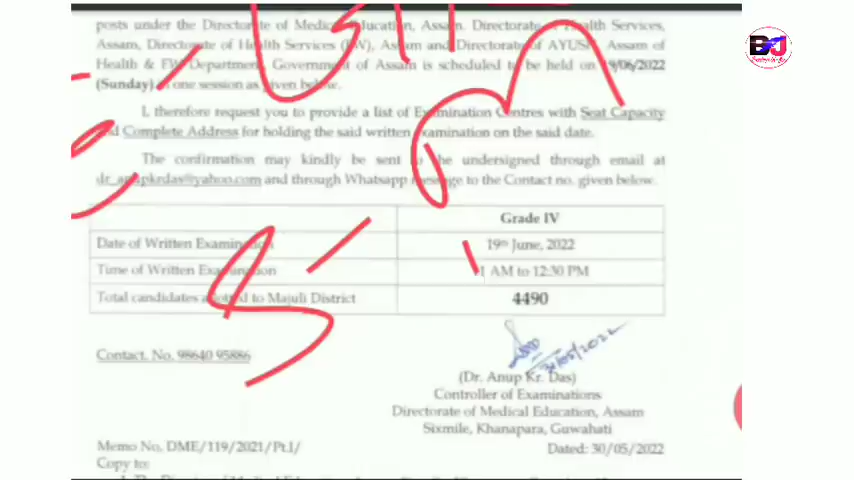 posts under the Directorate of Medical Education, Assam. Directorate of Health Services,
Assam, Directorate of Health Services (FW), Assam and Directorate of AYUSH, Assam of
Health & FW Department, Government of Assam is scheduled to be held on 19/06/2022
(Sunday) in one session as given below.
I, therefore request you to provide a list of Examination Centres with Seat Capacity
and Complete Address for holding the said written examination on the said date.
The confirmation may kindly be sent to the undersigned through email at
dr_anupkrdas@yahoo.com and through Whatsapp message to the Contact no. given below.
Grade IV
Date of Written Examination 19th June, 2022
Time of Written Examination 11 AM to 12:30 PM
Total candidates allotted to Majuli District 4490
Contact. No. 98640 95886
30/05/2022
(Dr. Anup Kr. Das)
Controller of Examinations
Directorate of Medical Education, Assam
Sixmile, Khanapara, Guwahati
Memo No. DME/119/2021/Pt.I/ Dated: 30/05/2022
Copy to:
BJ